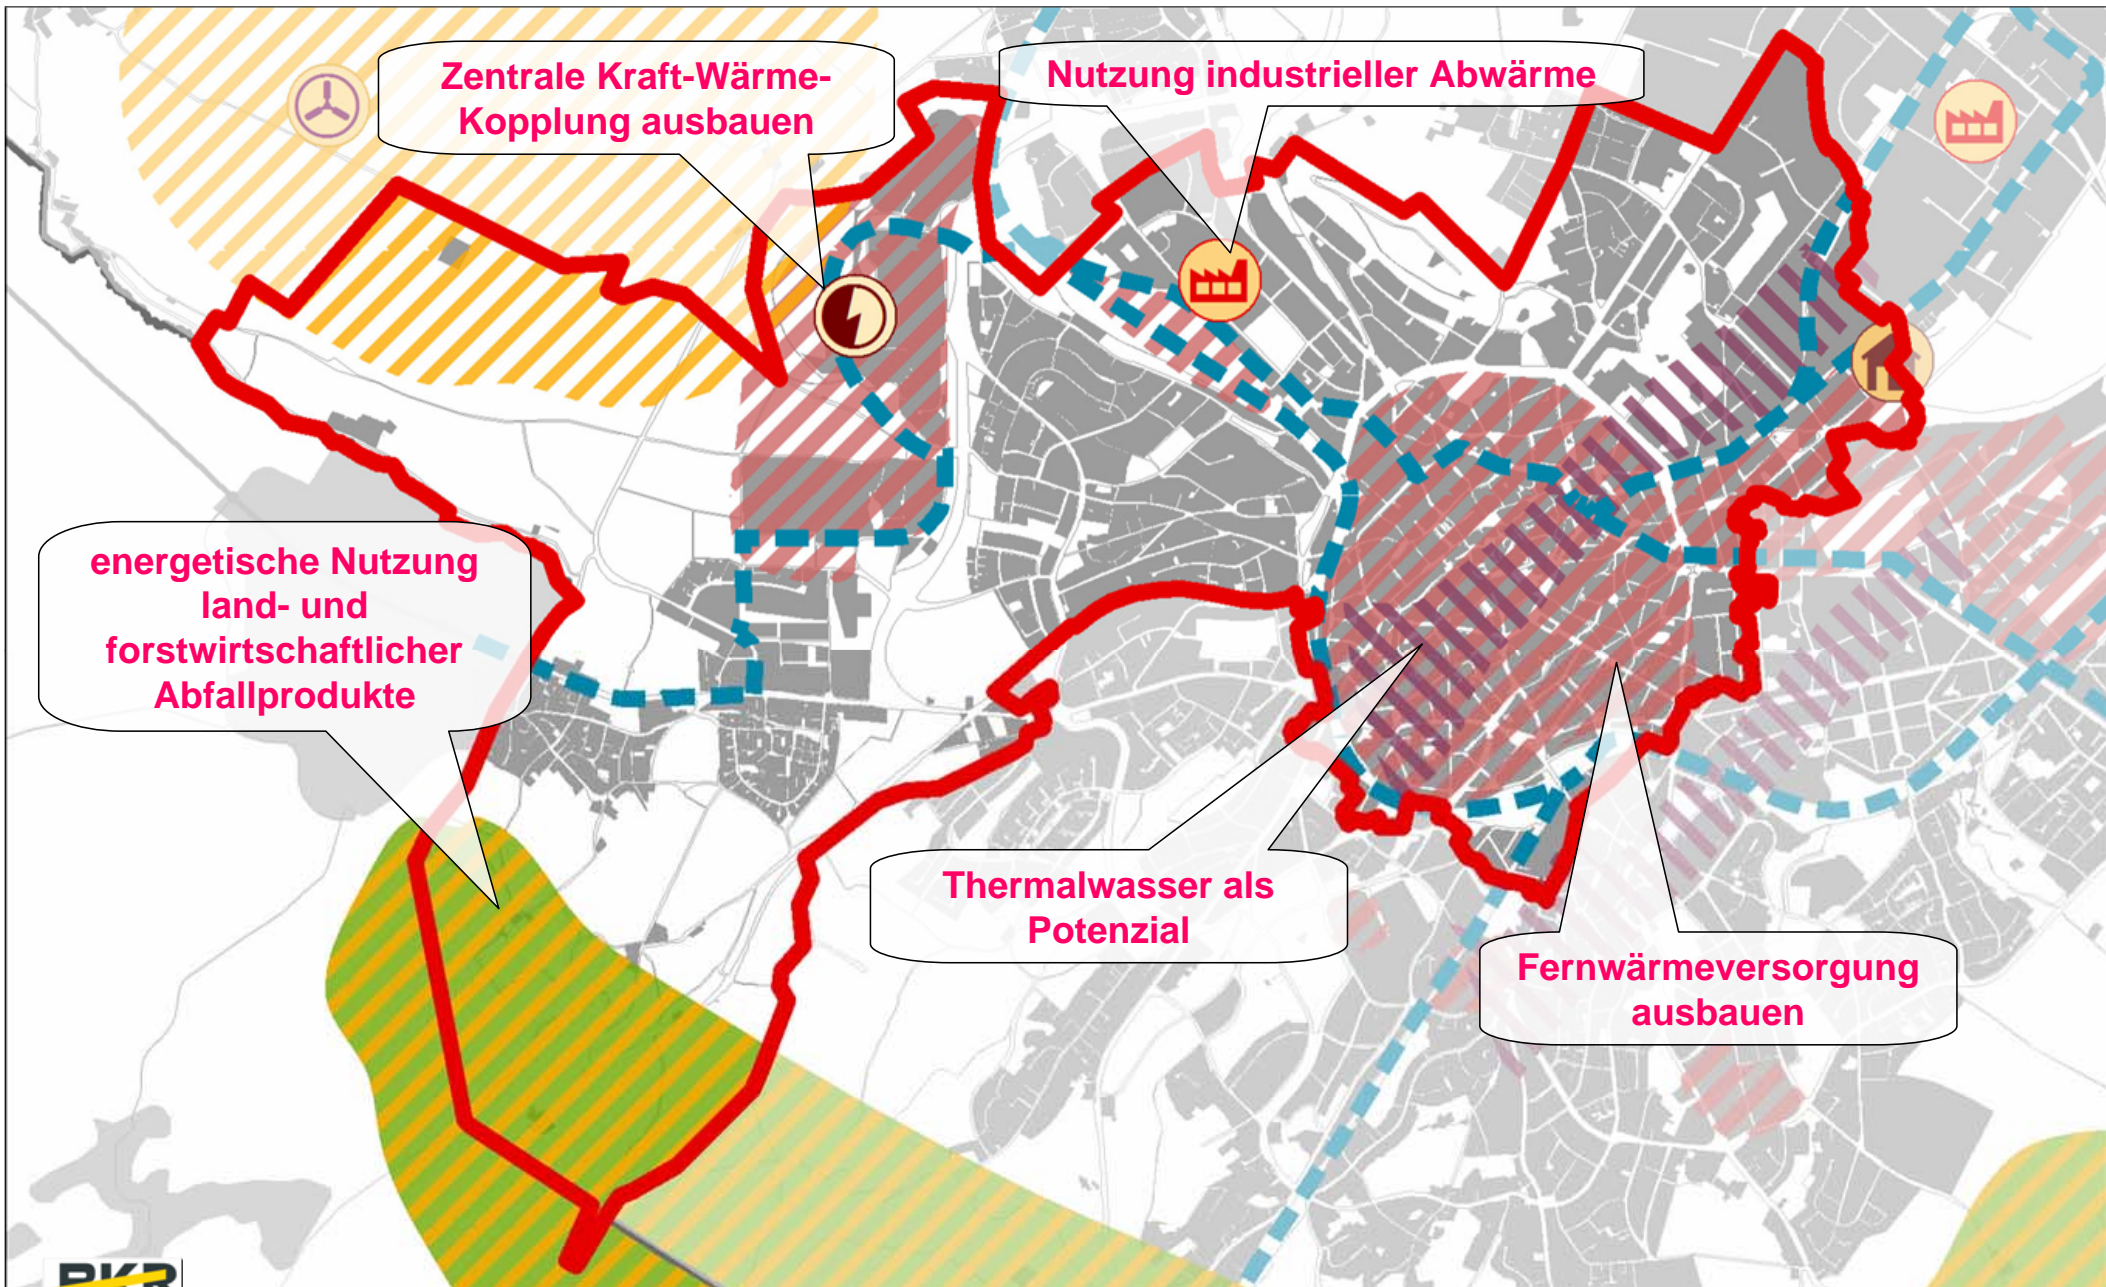 Zentrale Kraft-Wärme-
Kopplung ausbauen
Nutzung industrieller Abwärme
energetische Nutzung
land- und
forstwirtschaftlicher
Abfallprodukte
Thermalwasser als
Potenzial
Fernwärmeversorgung
ausbauen
BKR